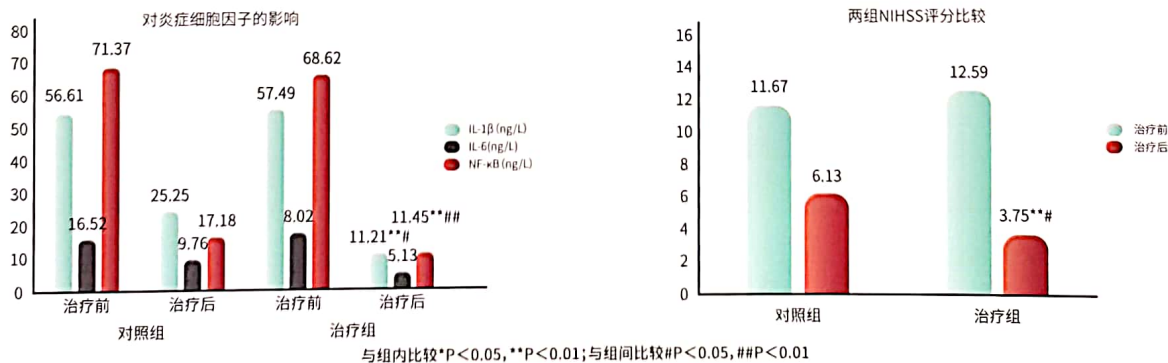 对炎症细胞因子的影响
80
70
60
50
40
30
20
10
0
56.61
16.52
71.37
25.25
9.76
17.18
57.49
8.02
68.62
11.21**#
5.13
11.45**##
治疗前
治疗后
治疗前
治疗后
对照组
治疗组
IL-1β(ng/L)
IL-6(ng/L)
NF-κB(ng/L)
两组NIHSS评分比较
16
14
12
10
8
6
4
2
0
11.67
6.13
12.59
3.75**#
对照组
治疗组
治疗前
治疗后
与组内比较*P<0.05,**P<0.01;与组间比较#P<0.05,##P<0.01